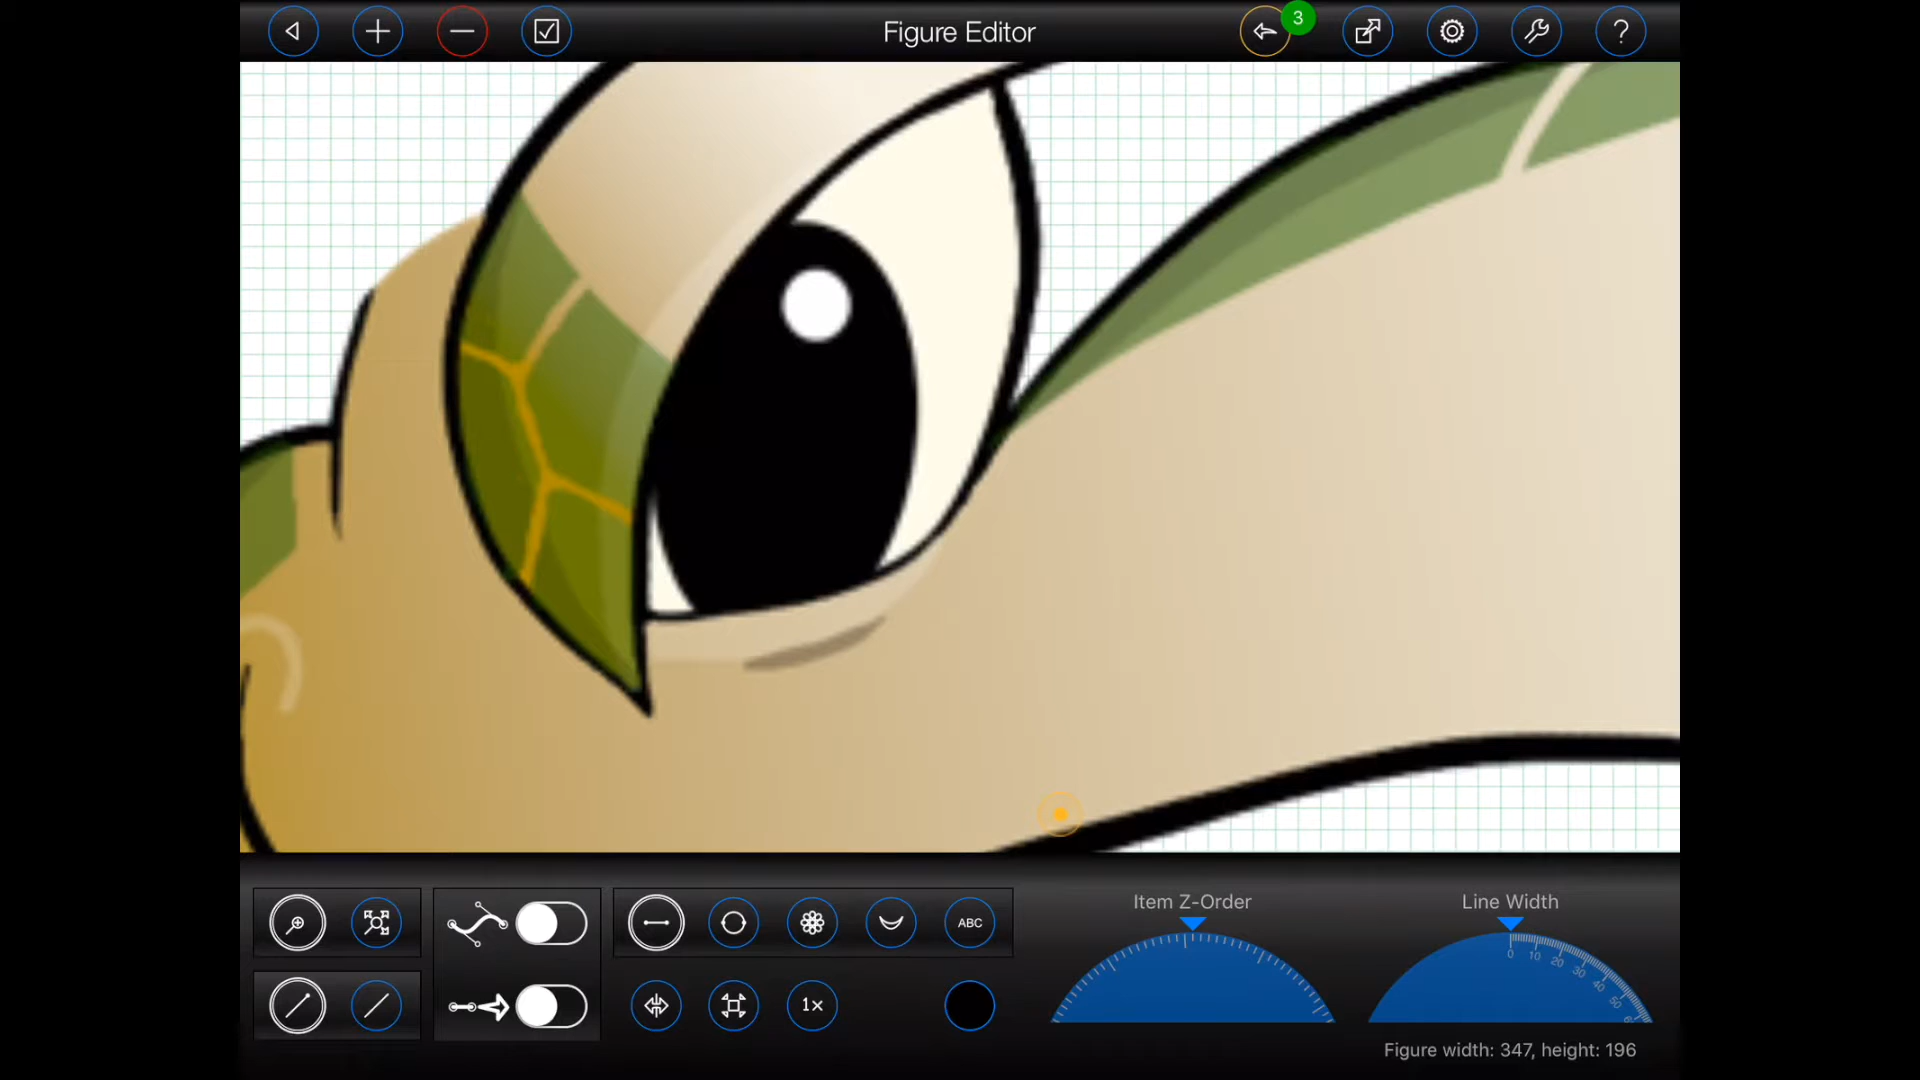 Figure Editor
3
?
Item Z-Order
Line Width
ABC
0 10 20 30 40 50
1×
Figure width: 347, height: 196